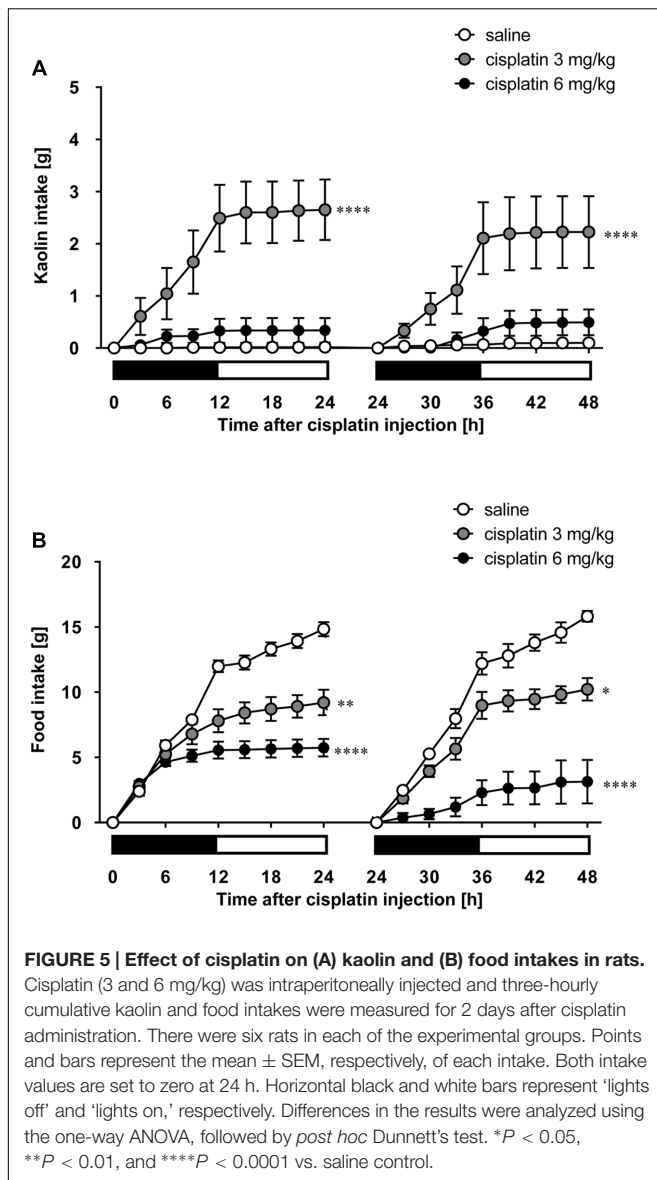 saline
cisplatin 3 mg/kg
cisplatin 6 mg/kg
A
5
4
3
2
1
0
Kaolin intake [g]
****
****
0 6 12 18 24 24 30 36 42 48
Time after cisplatin injection [h] Time after cisplatin injection [h]
saline
cisplatin 3 mg/kg
cisplatin 6 mg/kg
B
20
15
10
5
0
Food intake [g]
**
****
*
****
0 6 12 18 24 24 30 36 42 48
Time after cisplatin injection [h] Time after cisplatin injection [h]
FIGURE 5 | Effect of cisplatin on (A) kaolin and (B) food intakes in rats.
Cisplatin (3 and 6 mg/kg) was intraperitoneally injected and three-hourly
cumulative kaolin and food intakes were measured for 2 days after cisplatin
administration. There were six rats in each of the experimental groups. Points
and bars represent the mean ± SEM, respectively, of each intake. Both intake
values are set to zero at 24 h. Horizontal black and white bars represent ‘lights
off’ and ‘lights on,’ respectively. Differences in the results were analyzed using
the one-way ANOVA, followed by post hoc Dunnett’s test. *P < 0.05,
**P < 0.01, and ****P < 0.0001 vs. saline control.